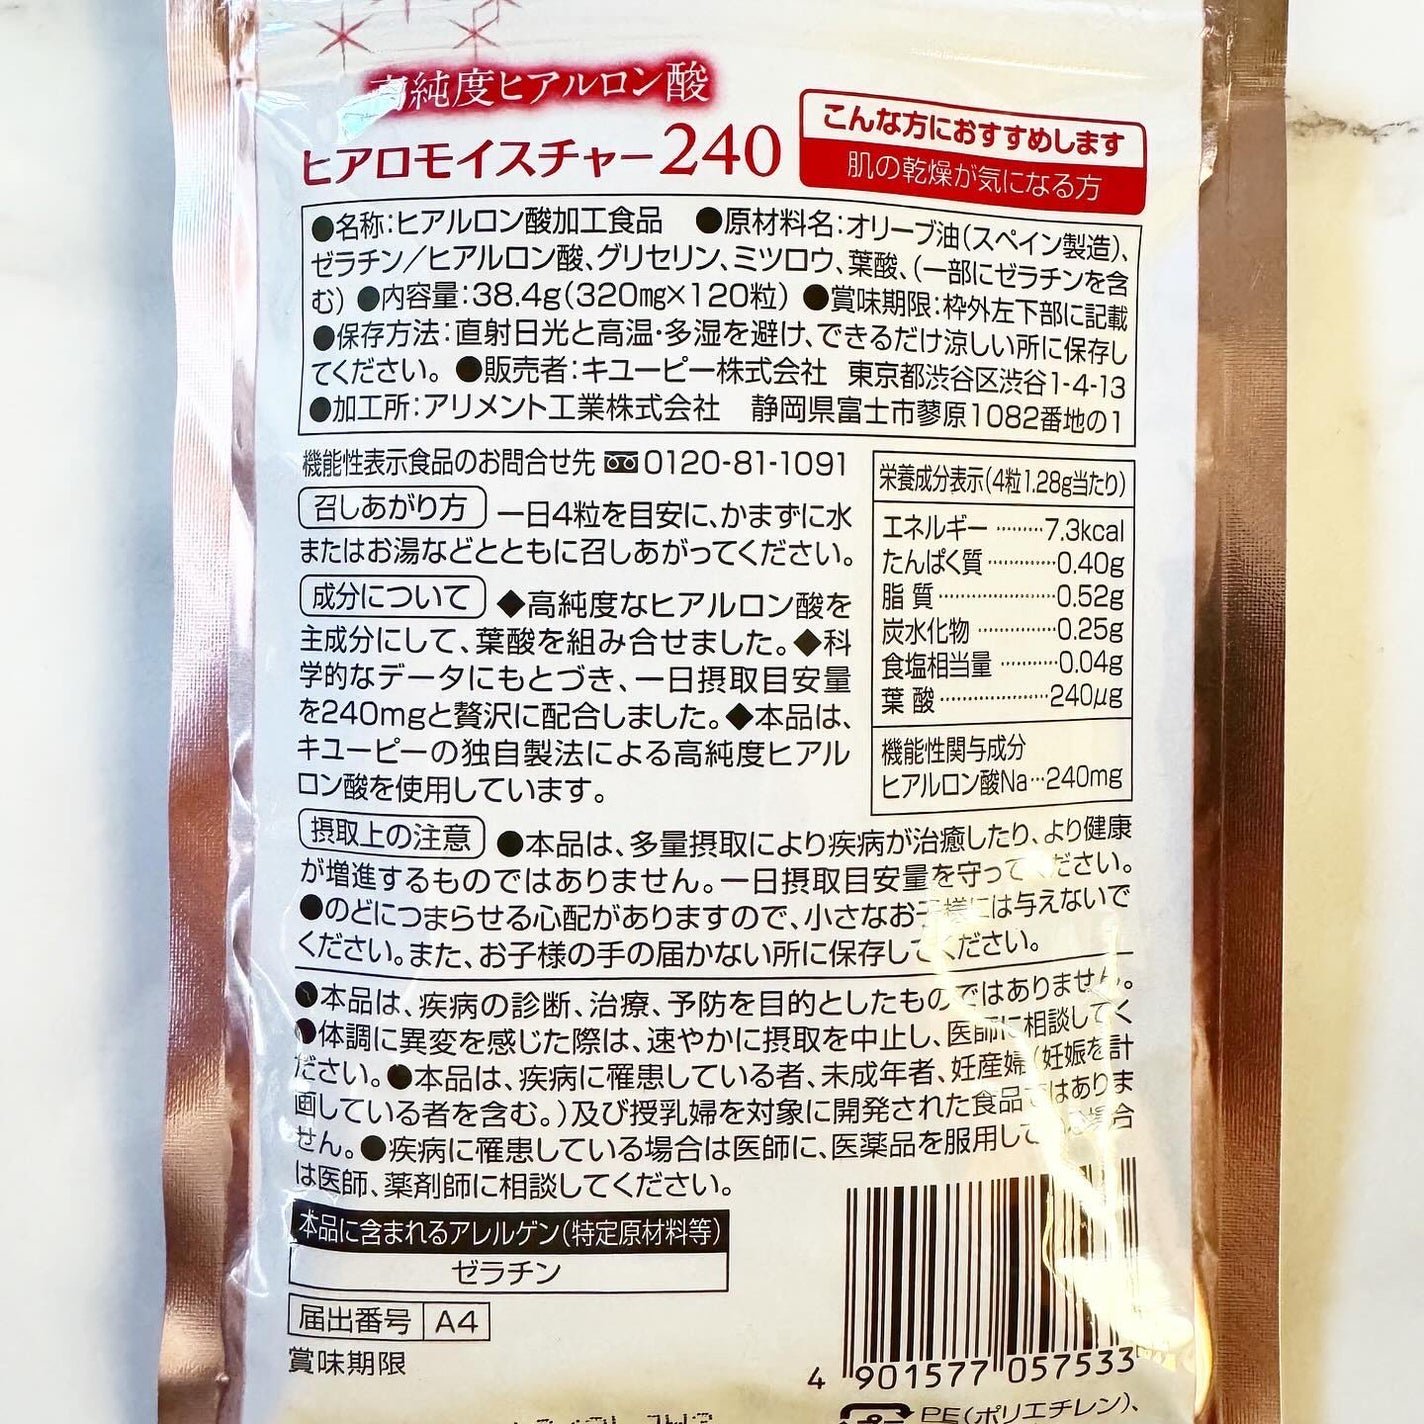 高純度ヒアルロン酸
ヒアロモイスチャー240
こんな方におすすめします
肌の乾燥が気になる方
●名称:ヒアルロン酸加工食品 ●原材料名:オリーブ油(スペイン製造)、
ゼラチン/ヒアルロン酸、グリセリン、ミツロウ、葉酸、(一部にゼラチンを含
む) ●内容量:38.4g(320mg×120粒) ●賞味期限:枠外左下部に記載
●保存方法:直射日光と高温・多湿を避け、できるだけ涼しい所に保存し
てください。 ●販売者:キユーピー株式会社 東京都渋谷区渋谷1-4-13
●加工所:アリメント工業株式会社 静岡県富士市蓼原1082番地の1
機能性表示食品のお問合せ先 0120-81-1091
召しあがり方 一日4粒を目安に、かまずに水
またはお湯などとともに召しあがってください。
成分について ◆高純度なヒアルロン酸を
主成分にして、葉酸を組み合せました。◆科
学的なデータにもとづき、一日摂取目安量
を240mgと贅沢に配合しました。◆本品は、
キユーピーの独自製法による高純度ヒアル
ロン酸を使用しています。
栄養成分表示(4粒1.28g当たり)
エネルギー………7.3kcal
たんぱく質…………0.40g
脂質…………………0.52g
炭水化物……………0.25g
食塩相当量…………0.04g
葉酸…………………240μg
機能性関与成分
ヒアルロン酸Na…240mg
摂取上の注意 ●本品は、多量摂取により疾病が治癒したり、より健康
が増進するものではありません。一日摂取目安量を守ってください。
●のどにつまらせる心配がありますので、小さなお子様には与えないで
ください。また、お子様の手の届かない所に保存してください。
●本品は、疾病の診断、治療、予防を目的としたものではありません。
●体調に異変を感じた際は、速やかに摂取を中止し、医師に相談してく
ださい。●本品は、疾病に罹患している者、未成年者、妊産婦(妊娠を計
画している者を含む。)及び授乳婦を対象に開発された食品ではありま
せん。●疾病に罹患している場合は医師に、医薬品を服用して 場合
は医師、薬剤師に相談してください。
本品に含まれるアレルゲン(特定原材料等)
ゼラチン
届出番号 A4
賞味期限
4 901577 057533
PE(ポリエチレン)、